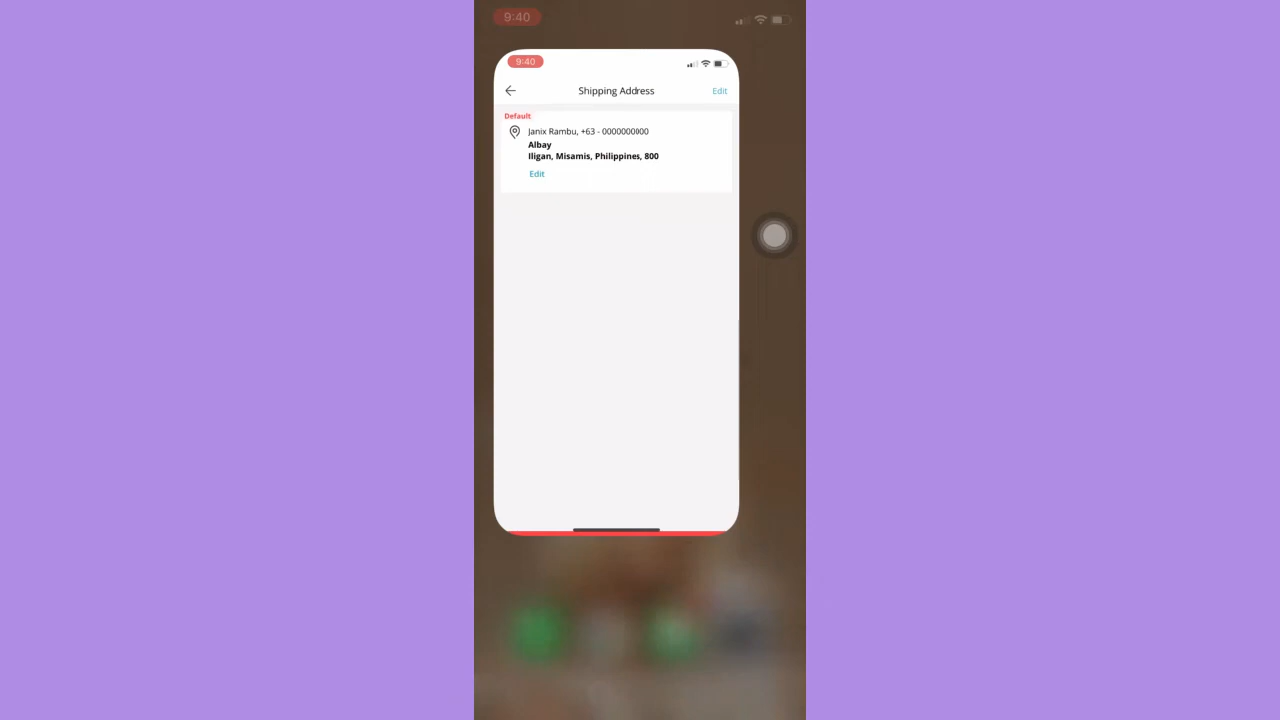 9:40
9:40
Shipping Address
Edit
Default
Janix Rambu, +63 - 0000000000
Albay
Iligan, Misamis, Philippines, 800
Edit